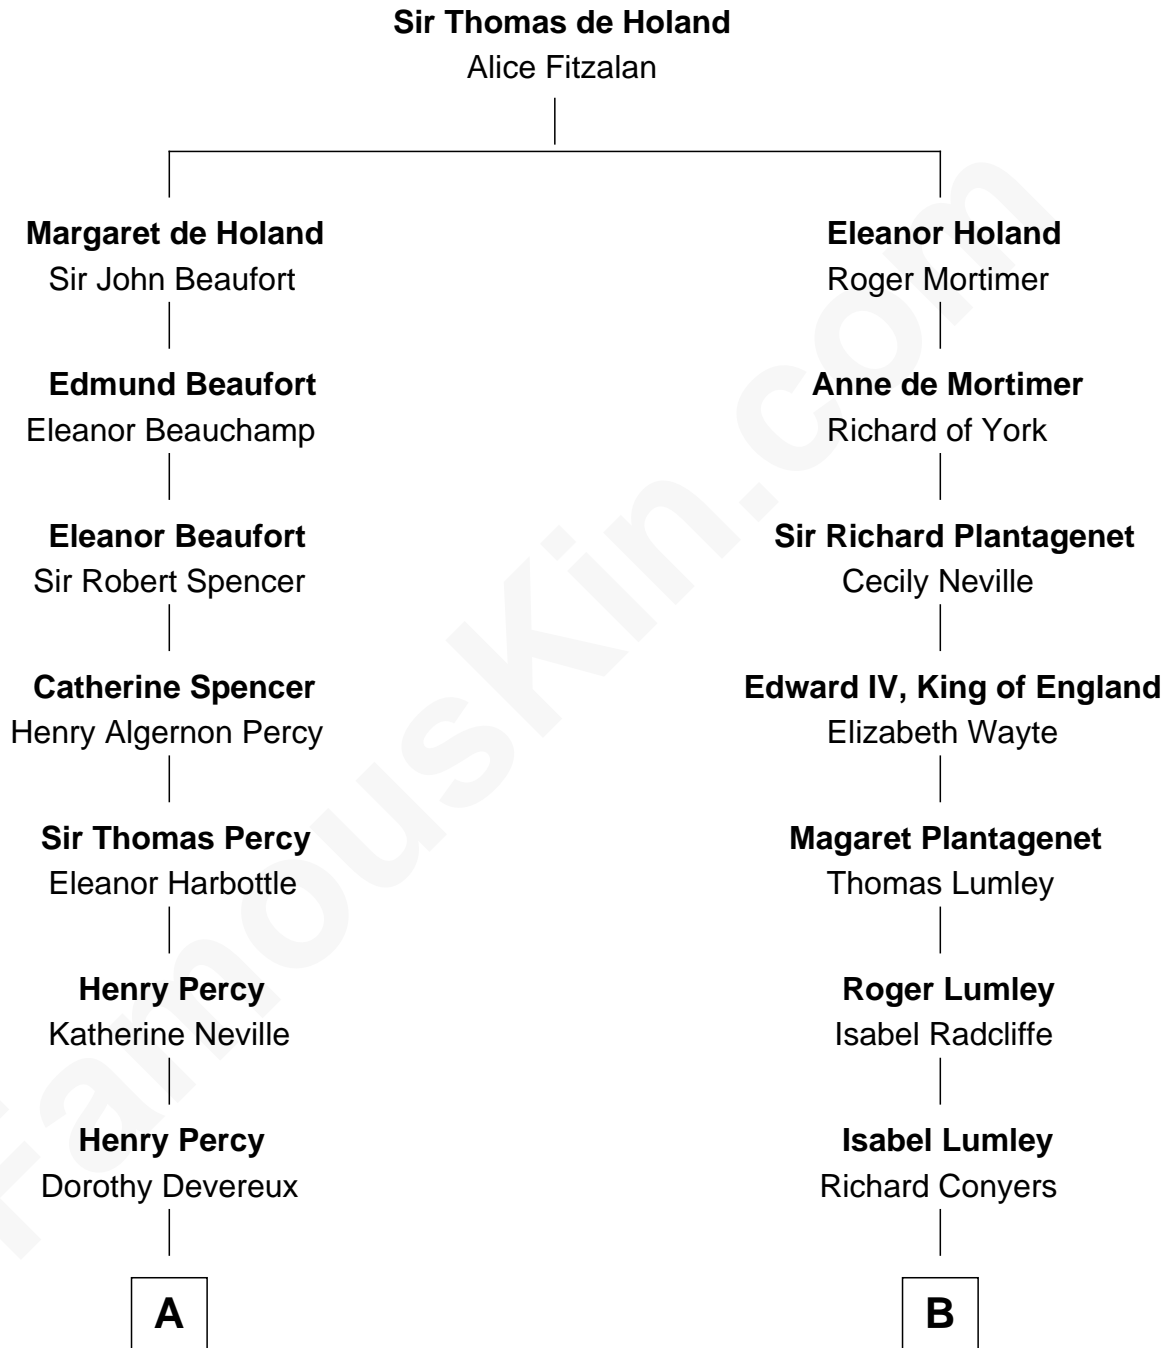 Sir Thomas de Holand
Alice Fitzalan
Margaret de Holand
Sir John Beaufort
Edmund Beaufort
Eleanor Beauchamp
Eleanor Beaufort
Sir Robert Spencer
Catherine Spencer
Henry Algernon Percy
Sir Thomas Percy
Eleanor Harbottle
Henry Percy
Katherine Neville
Henry Percy
Dorothy Devereux
A
Eleanor Holand
Roger Mortimer
Anne de Mortimer
Richard of York
Sir Richard Plantagenet
Cecily Neville
Edward IV, King of England
Elizabeth Wayte
Magaret Plantagenet
Thomas Lumley
Roger Lumley
Isabel Radcliffe
Isabel Lumley
Richard Conyers
B
FamousKin.com